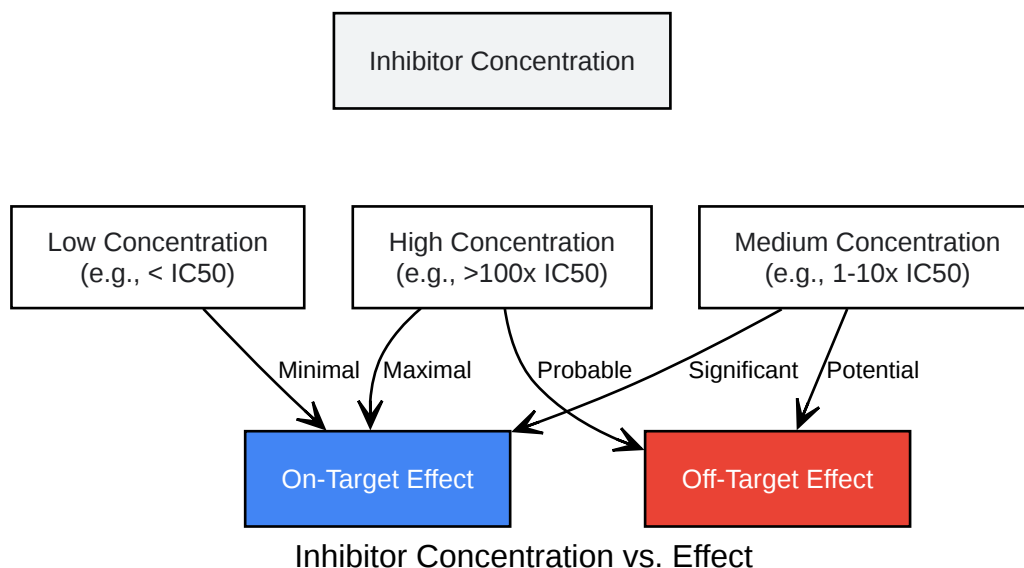 Inhibitor Concentration
Low Concentration
(e.g., < IC50)
High Concentration
(e.g., >100x IC50)
Medium Concentration
(e.g., 1-10x IC50)
Minimal
Maximal
Probable
Significant
Potential
On-Target Effect
Off-Target Effect
Inhibitor Concentration vs. Effect